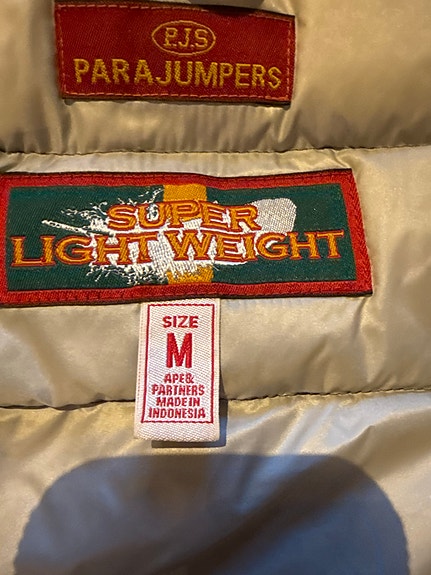 P.J.S
PARAJUMPERS
SUPER
LIGHT WEIGHT
SIZE
M
APE&
PARTNERS
MADE IN
INDONESIA